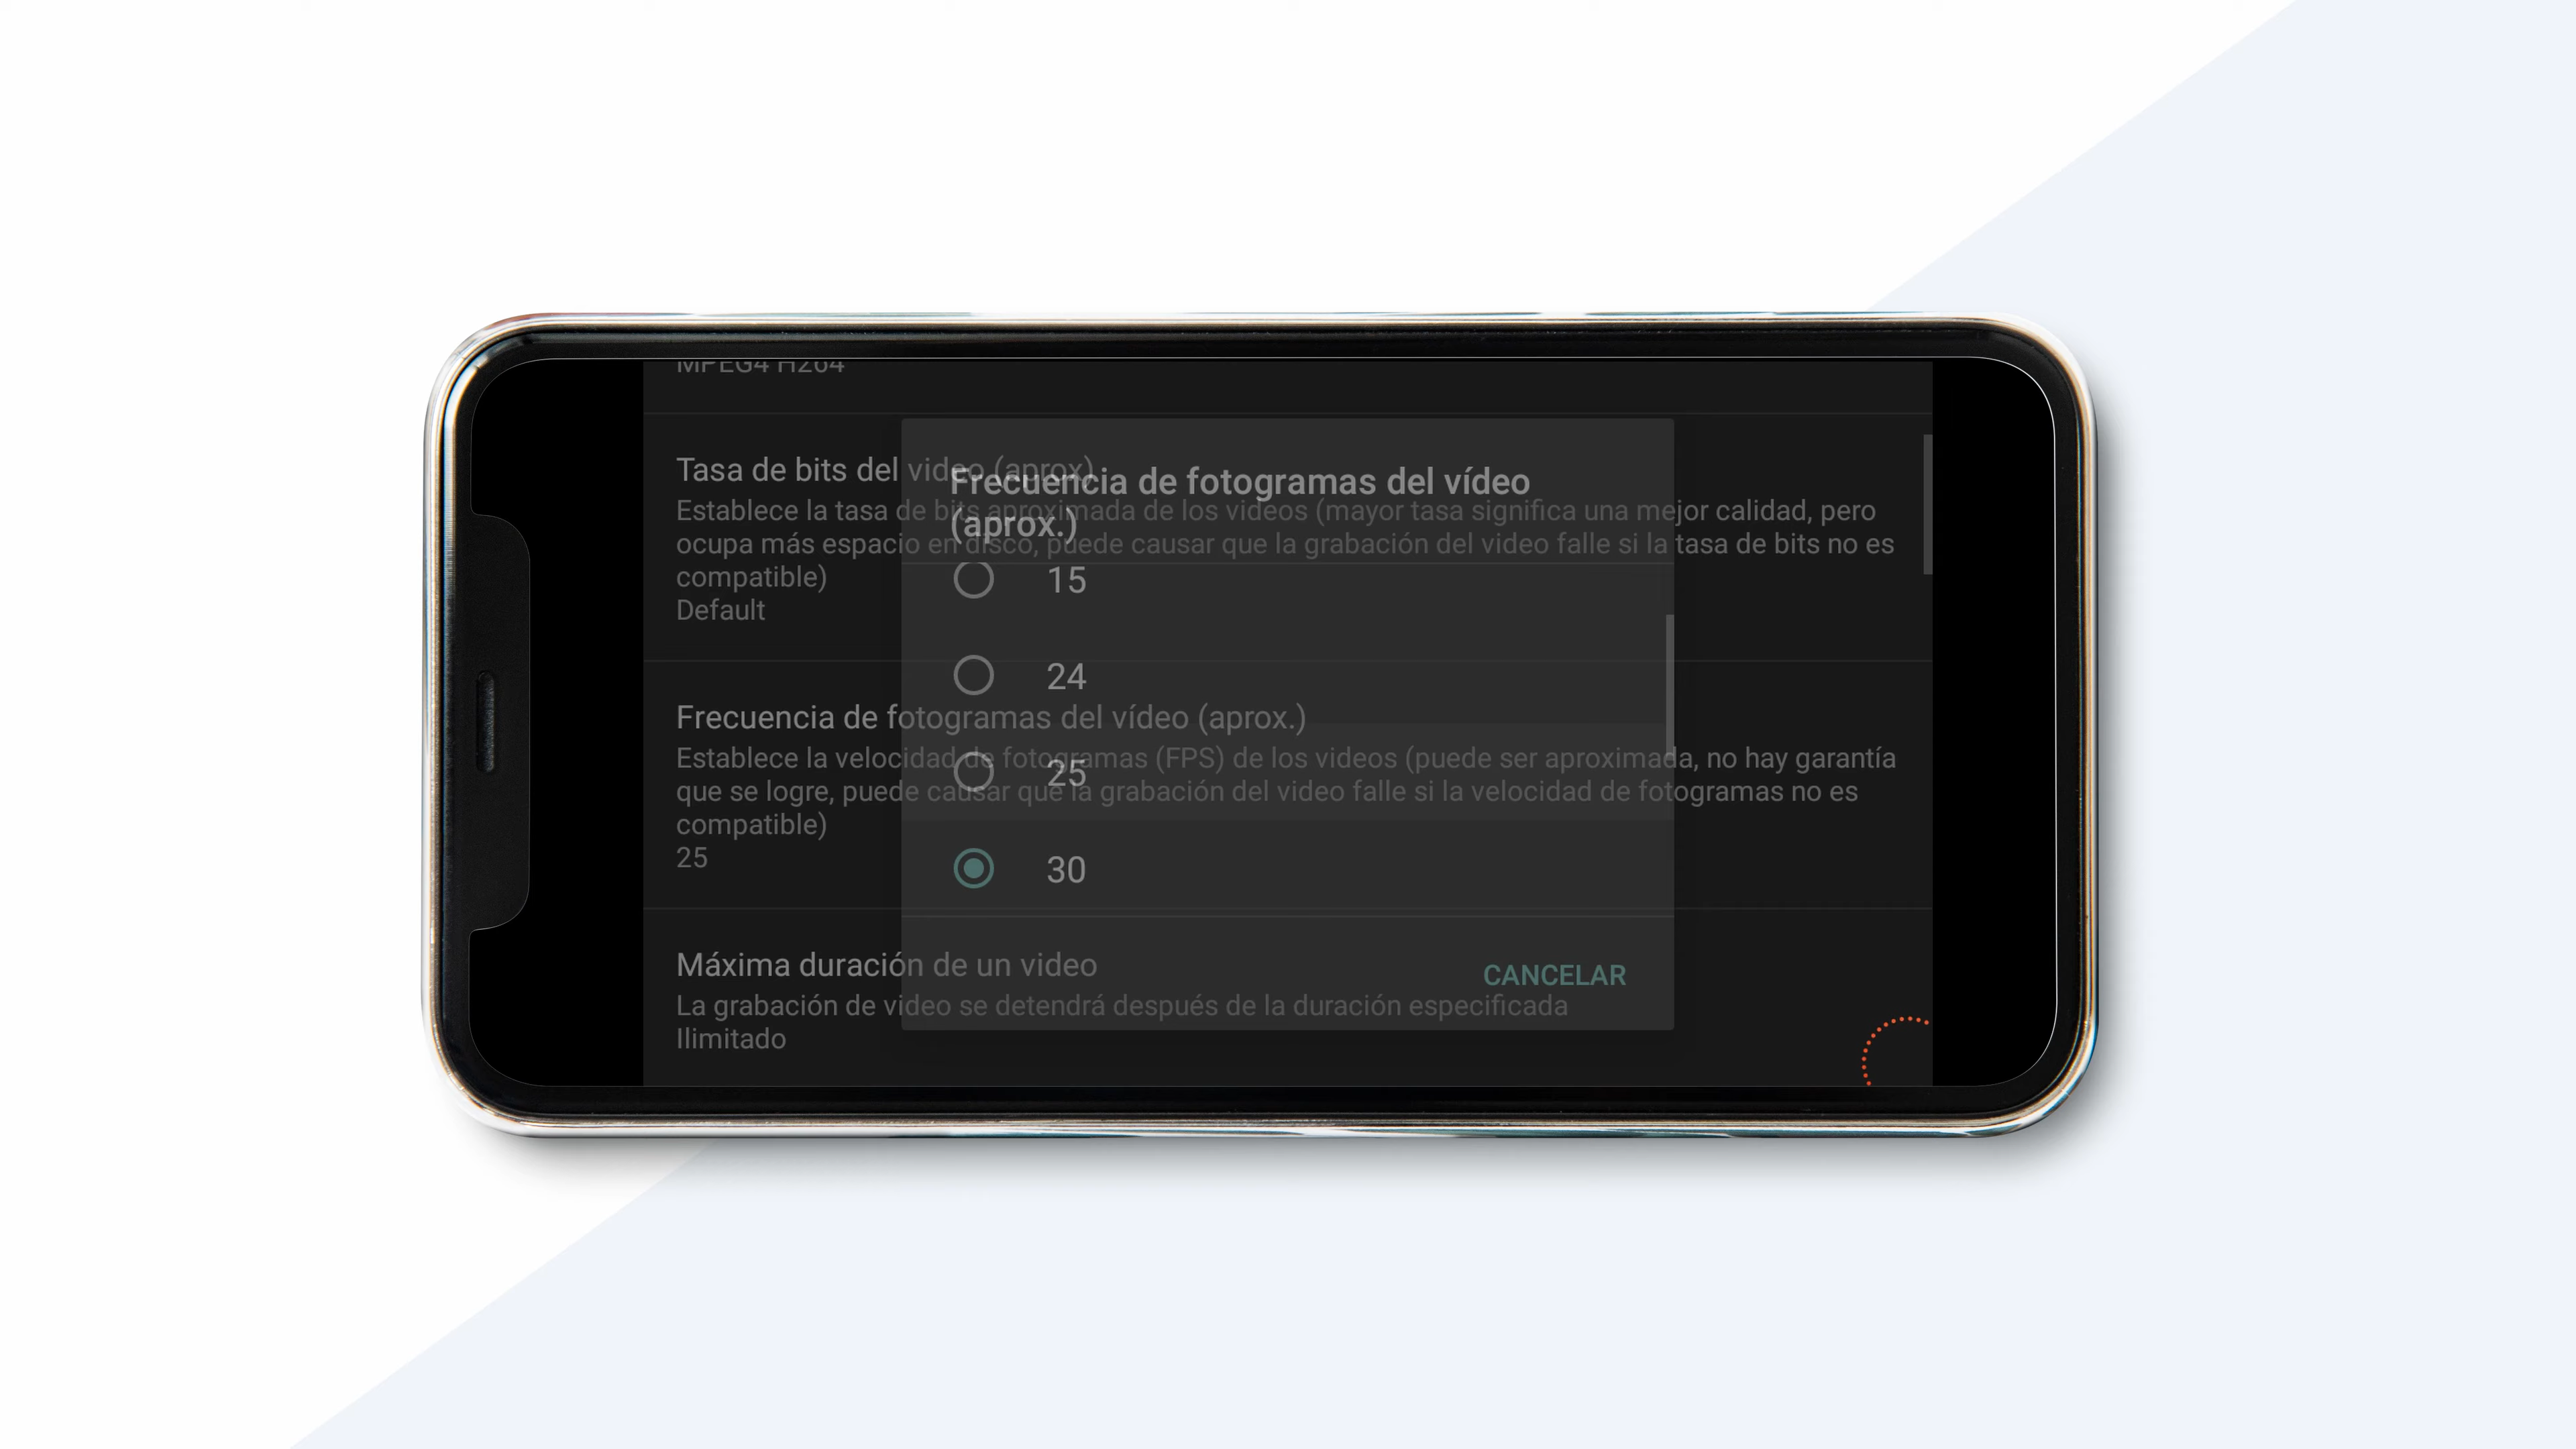 MPEG4 H264
Tasa de bits del video (aprox)
Establece la tasa de bits aproximada de los videos (mayor tasa significa una mejor calidad, pero
ocupa más espacio en disco, puede causar que la grabación del video falle si la tasa de bits no es
compatible)
Default
Frecuencia de fotogramas del vídeo (aprox.)
Establece la velocidad de fotogramas (FPS) de los videos (puede ser aproximada, no hay garantía
que se logre, puede causar que la grabación del video falle si la velocidad de fotogramas no es
compatible)
25
Máxima duración de un video
La grabación de video se detendrá después de la duración especificada
Ilimitado
Frecuencia de fotogramas del vídeo
(aprox.)
15
24
25
30
CANCELAR